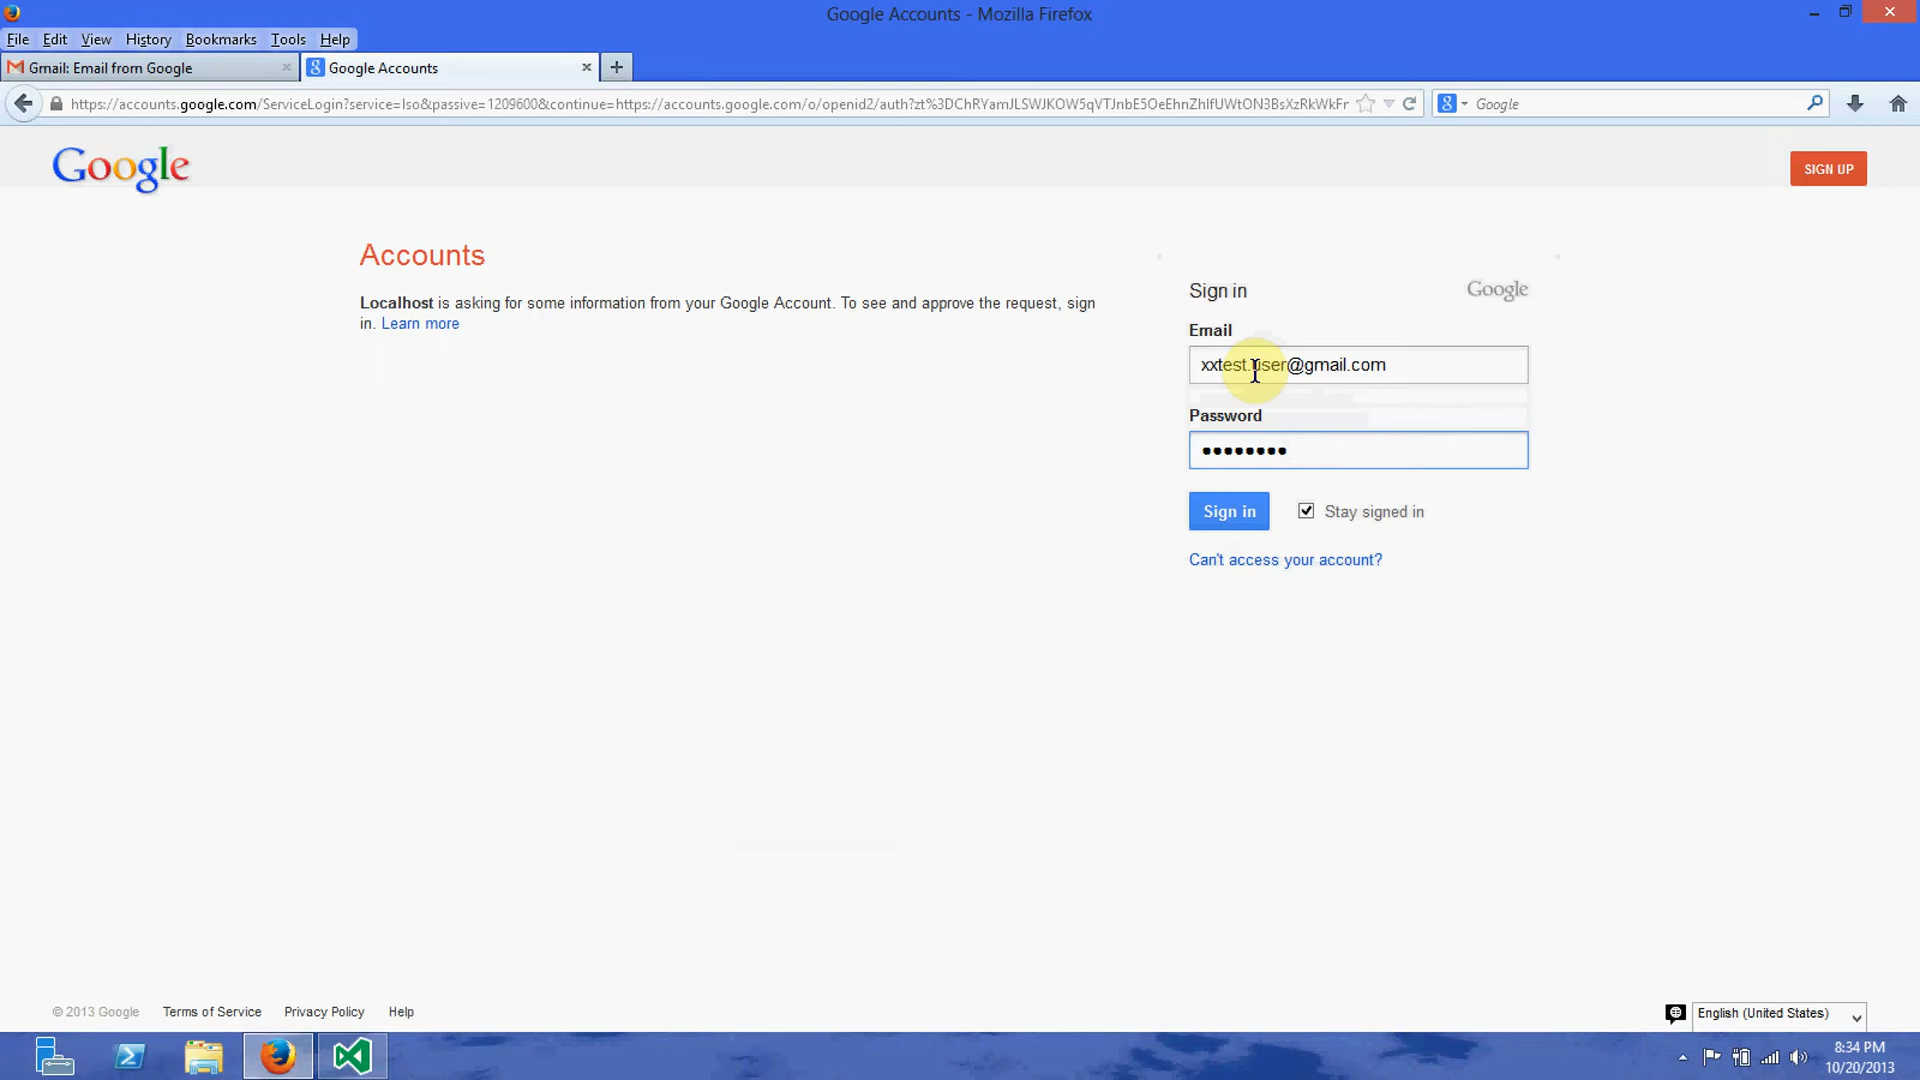 Google Accounts - Mozilla Firefox
File Edit View History Bookmarks Tools Help
Gmail: Email from Google
Google Accounts
https://accounts.google.com/ServiceLogin?service=lso&passive=1209600&continue=https://accounts.google.com/o/openid2/auth?zt%3DChRYamJLSWJKOW5qVTJnbE5OeEhnZhIfUWtON3BsXzRkWkFr
Google
Google
SIGN UP
Accounts
Localhost is asking for some information from your Google Account. To see and approve the request, sign
in. Learn more
Sign in
Google
Email
xxtest.user@gmail.com
Password
Sign in
Stay signed in
Can't access your account?
© 2013 Google
Terms of Service
Privacy Policy
Help
English (United States)
8:34 PM
10/20/2013